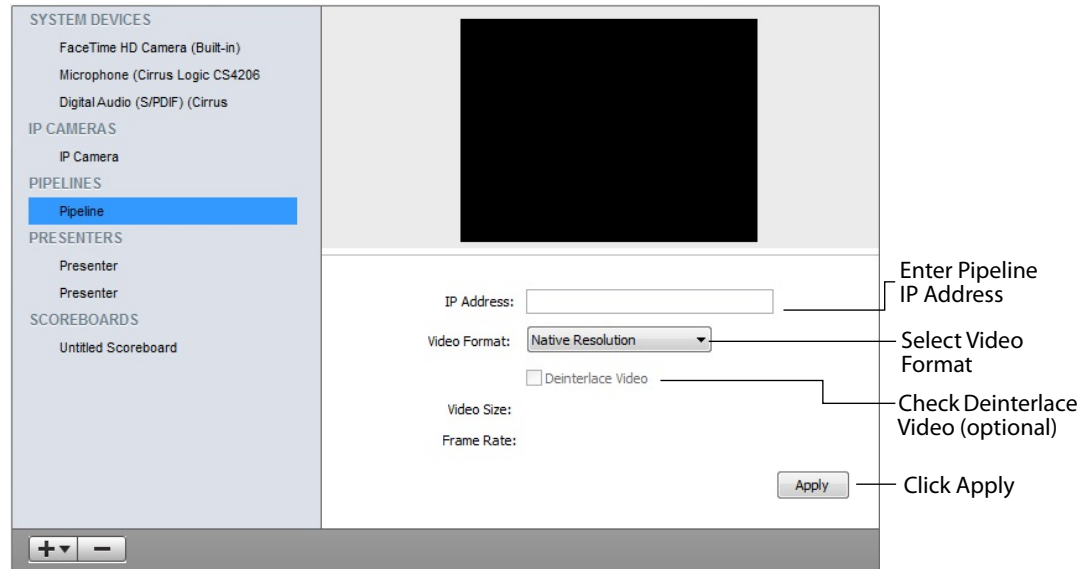 SYSTEM DEVICES
FaceTime HD Camera (Built-in)
Microphone (Cirrus Logic CS4206
Digital Audio (S/PDIF) (Cirrus
IP CAMERAS
IP Camera
PIPELINES
Pipeline
PRESENTERS
Presenter
Presenter
SCOREBOARDS
Untitled Scoreboard
IP Address:
Enter Pipeline
IP Address
Video Format:
Native Resolution
Select Video
Format
Deinterlace Video
Check Deinterlace
Video (optional)
Video Size:
Frame Rate:
Apply
Click Apply